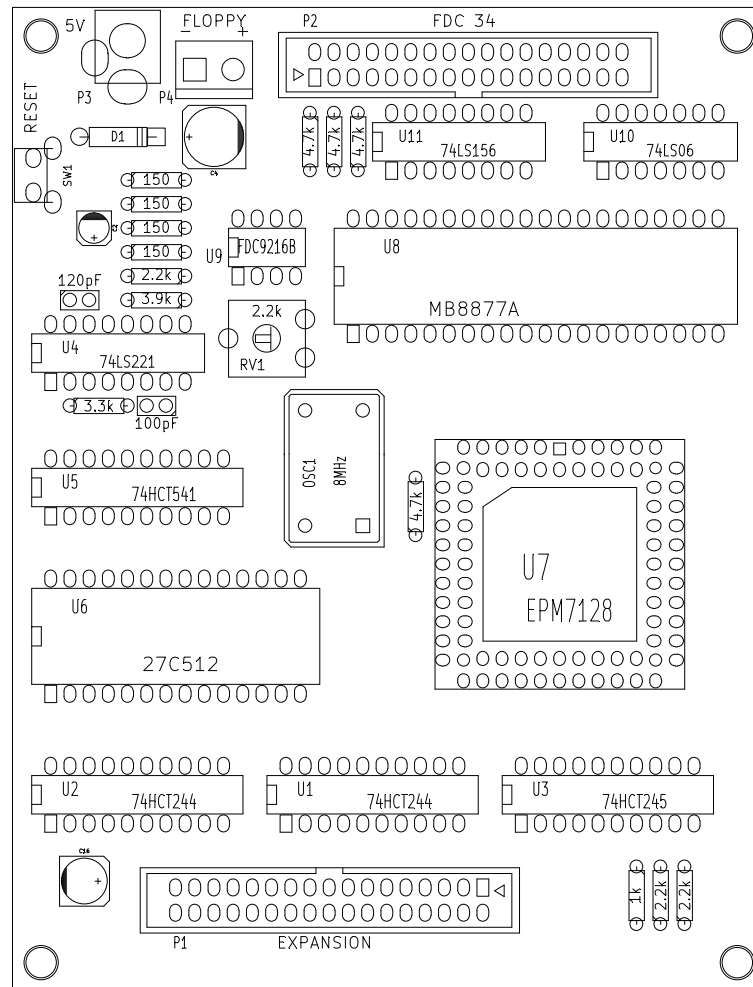 5V
FLOPPY
- +
P2
FDC 34
P3
P4
RESET
D1
SW1
C4
4.7k
4.7k
4.7k
U11
74LS156
U10
74LS06
150
150
150
150
2.2k
3.9k
U9
FDC9216B
U8
MB8877A
120pF
2.2k
RV1
U4
74LS221
3.3k
100pF
OSC1
8MHz
4.7k
U5
74HCT541
U7
EPM7128
U6
27C512
U2
74HCT244
U1
74HCT244
U3
74HCT245
C16
1k
2.2k
2.2k
P1
EXPANSION